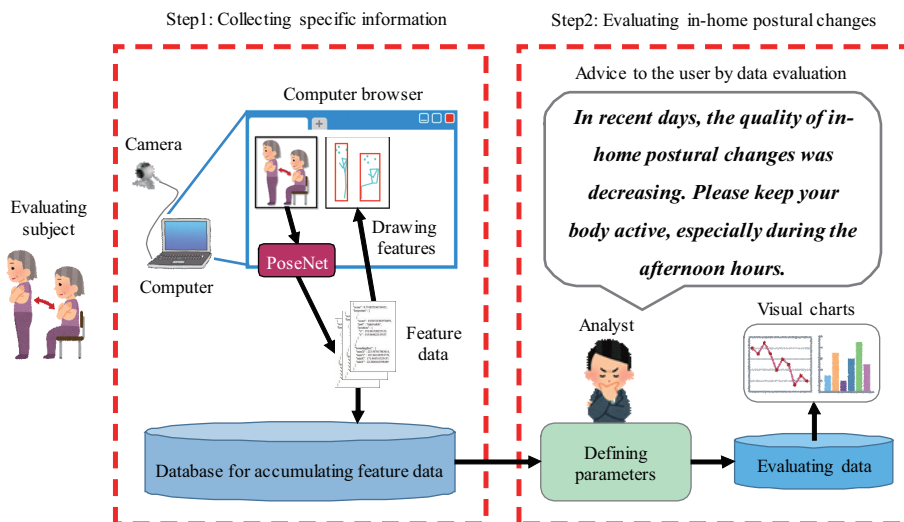 Step1: Collecting specific information
Step2: Evaluating in-home postural changes
Computer browser
Camera
Evaluating
subject
Computer
PoseNet
Drawing
features
Feature
data
Database for accumulating feature data
Advice to the user by data evaluation
In recent days, the quality of in-
home postural changes was
decreasing. Please keep your
body active, especially during the
afternoon hours.
Analyst
Visual charts
Defining
parameters
Evaluating data